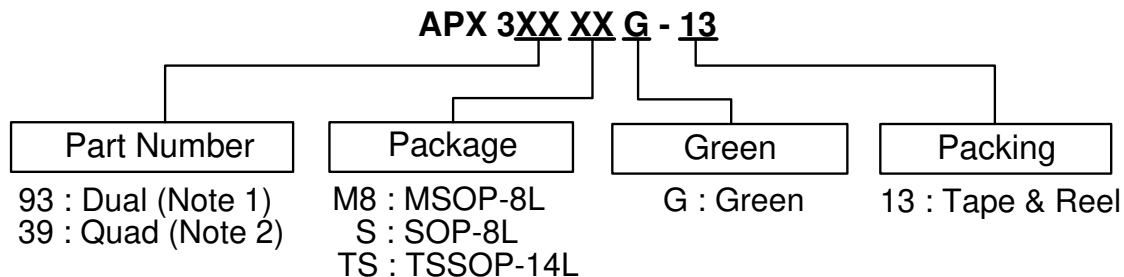 APX 3XX XX G - 13
Part Number
Package
Green
Packing
93 : Dual (Note 1)
39 : Quad (Note 2)
M8 : MSOP-8L
S : SOP-8L
TS : TSSOP-14L
G : Green
13 : Tape & Reel